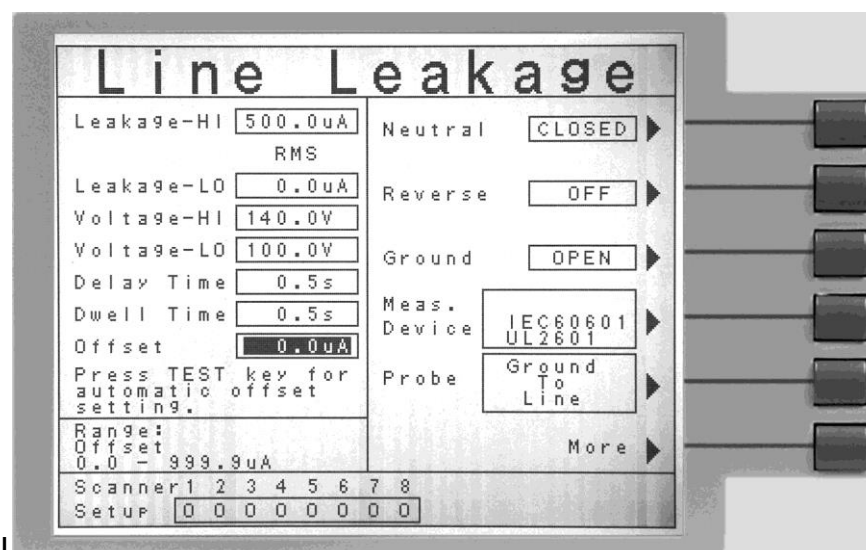 Line Leakage
Leakage-HI 500.0uA
RMS
Leakage-LO 0.0uA
Voltage-HI 140.0V
Voltage-LO 100.0V
Delay Time 0.5s
Dwell Time 0.5s
Offset 0.0uA
Press TEST key for
automatic offset
setting.
Range:
Offset
0.0 - 999.9uA
Neutral CLOSED
Reverse OFF
Ground OPEN
Meas.
Device IEC60601
UL2601
Probe Ground
To
Line
More
Scanner 1 2 3 4 5 6 7 8
Setup 0 0 0 0 0 0 0 0